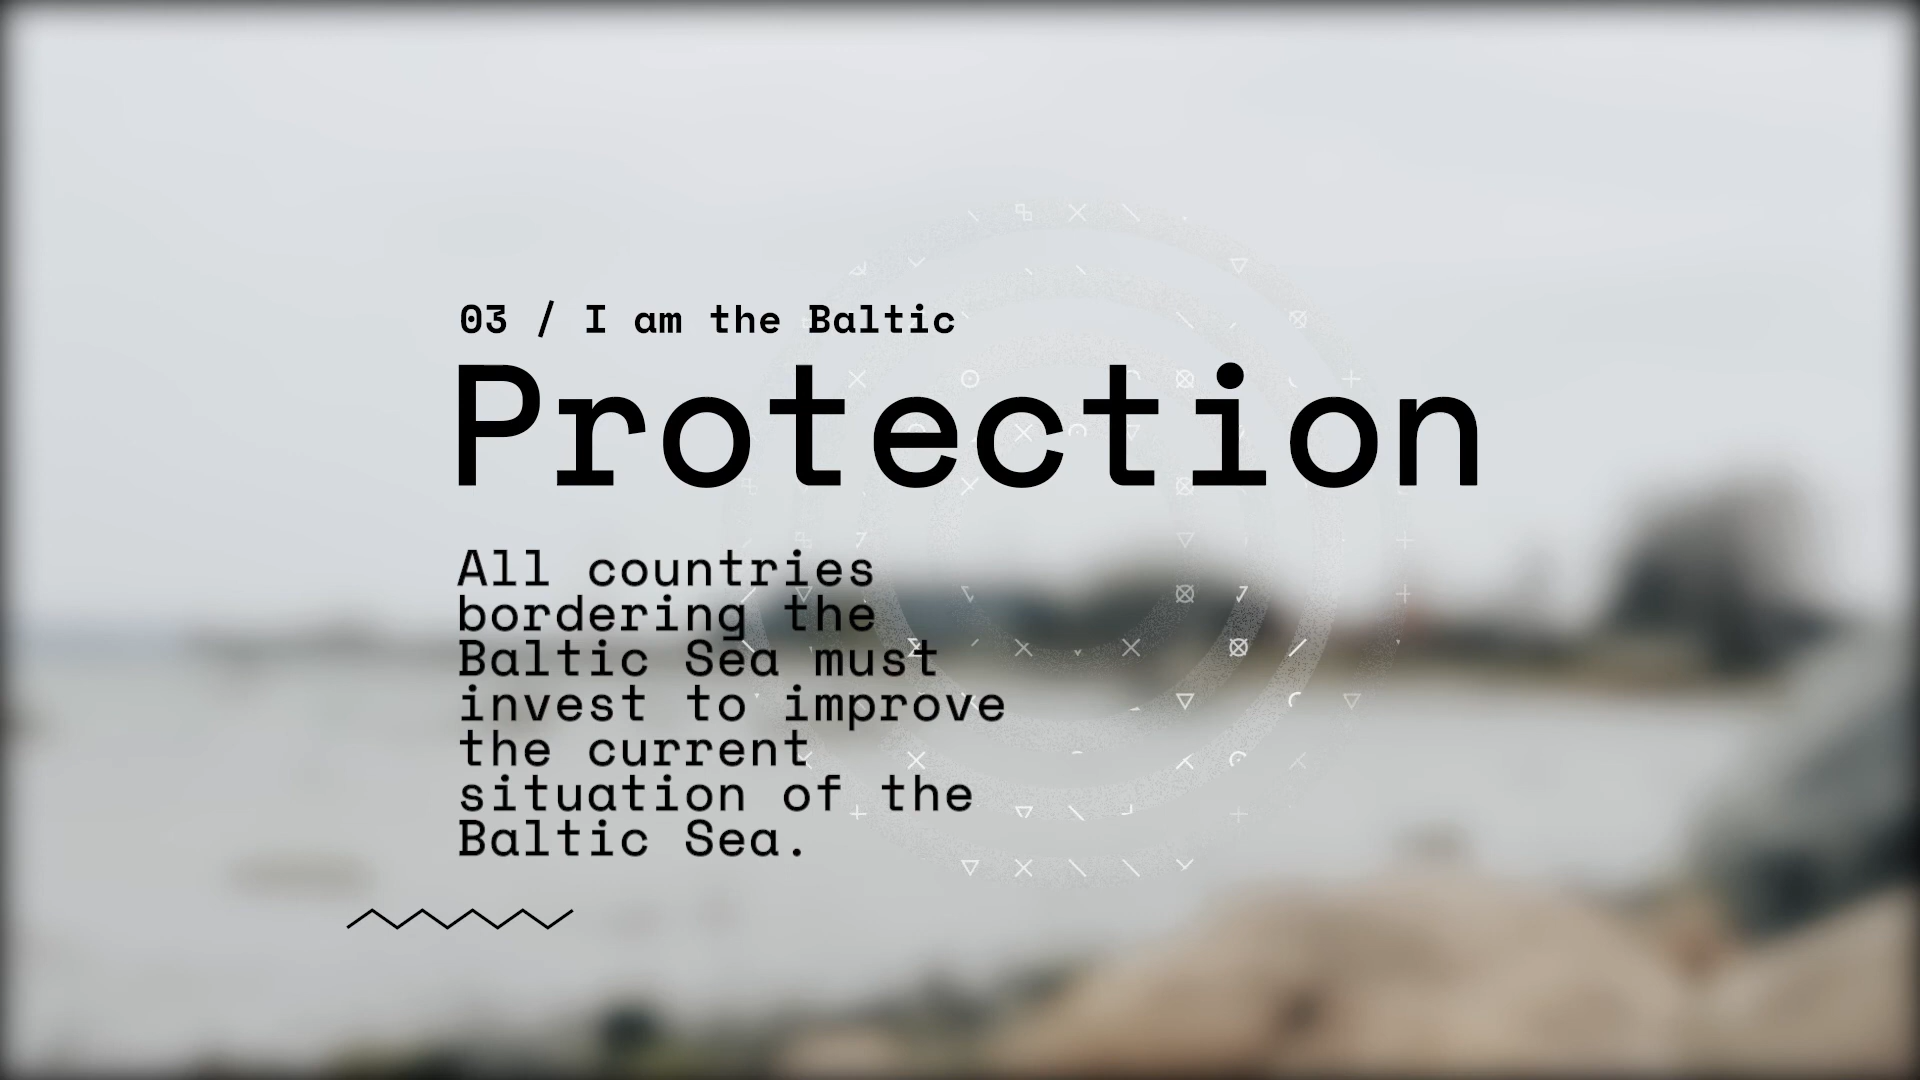 03 / I am the Baltic
Protection
All countries
bordering the
Baltic Sea must
invest to improve
the current
situation of the
Baltic Sea.